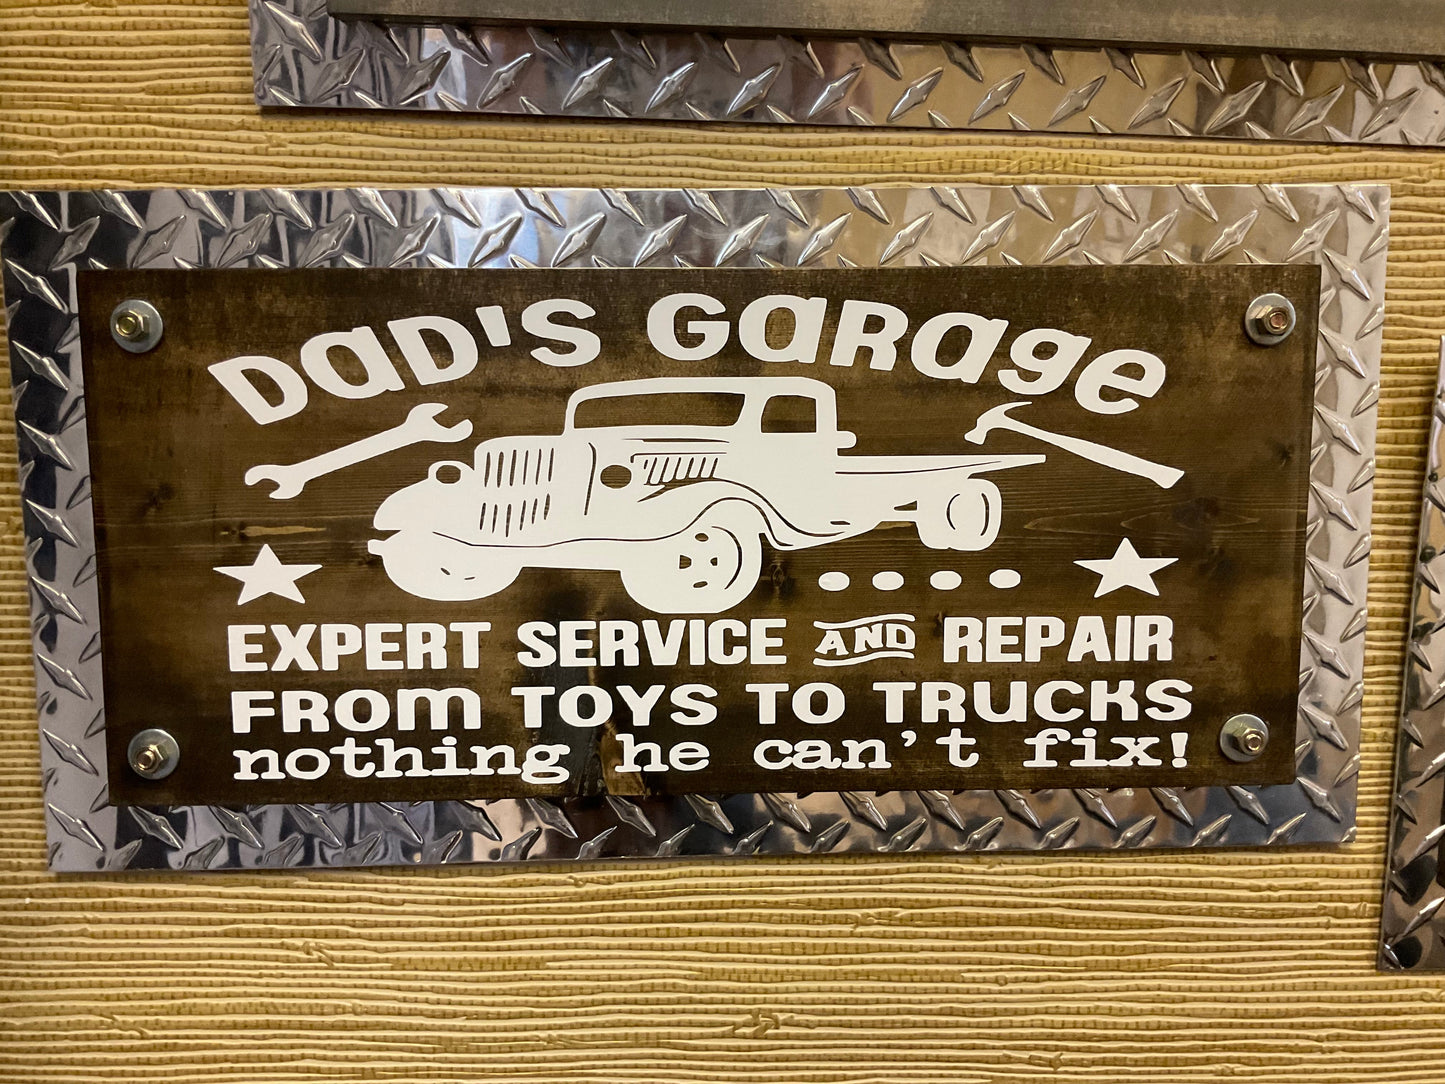 DaD'S GaRage
EXPERT SERVICE AND REPAIR
FROM TOYS TO TRUCKS
nothing he can't fix!